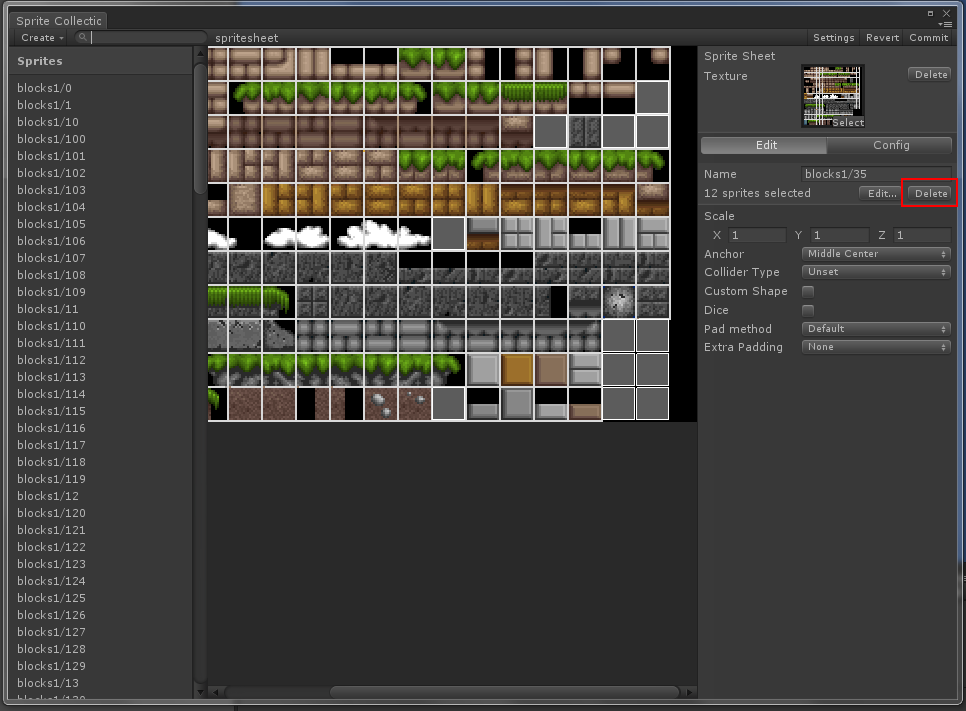 Sprite Collectic
Create
spritesheet
Settings
Revert
Commit
Sprites
blocks1/0
blocks1/1
blocks1/10
blocks1/100
blocks1/101
blocks1/102
blocks1/103
blocks1/104
blocks1/105
blocks1/106
blocks1/107
blocks1/108
blocks1/109
blocks1/11
blocks1/110
blocks1/111
blocks1/112
blocks1/113
blocks1/114
blocks1/115
blocks1/116
blocks1/117
blocks1/118
blocks1/119
blocks1/12
blocks1/120
blocks1/121
blocks1/122
blocks1/123
blocks1/124
blocks1/125
blocks1/126
blocks1/127
blocks1/128
blocks1/129
blocks1/13
Sprite Sheet
Texture
Delete
Select
Edit
Config
Name blocks1/35
12 sprites selected Edit... Delete
Scale
X 1 Y 1 Z 1
Anchor Middle Center
Collider Type Unset
Custom Shape
Dice
Pad method Default
Extra Padding None